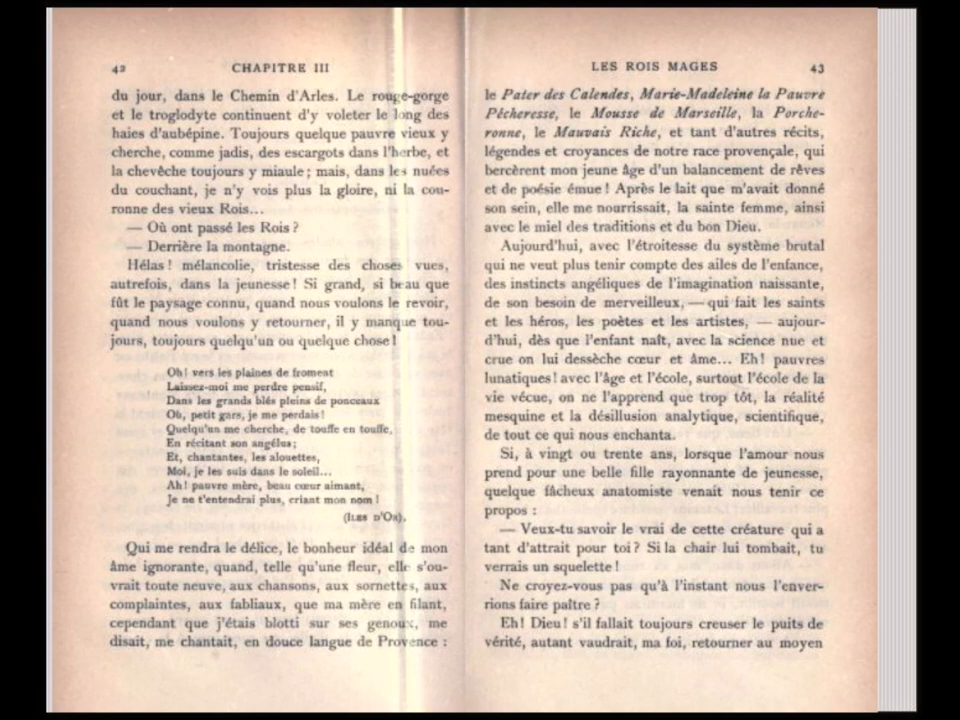 42 CHAPITRE III
du jour, dans le Chemin d'Arles. Le rouge-gorge
et le troglodyte continuent d'y voleter le long des
haies d'aubépine. Toujours quelque pauvre vieux y
cherche, comme jadis, des escargots dans l'herbe, et
la chevêche toujours y miaule ; mais, dans les nuées
du couchant, je n'y vois plus la gloire, ni la cou-
ronne des vieux Rois...
— Où ont passé les Rois ?
— Derrière la montagne.
Hélas ! mélancolie, tristesse des choses vues,
autrefois, dans la jeunesse ! Si grand, si beau que
fût le paysage connu, quand nous voulons le revoir,
quand nous voulons y retourner, il y manque tou-
jours, toujours quelqu'un ou quelque chose !
Oh ! vers les plaines de froment
Laissez-moi me perdre pensif,
Dans les grands blés pleins de ponceaux
Où, petit gars, je me perdais !
Quelqu'un me cherche, de touffe en touffe,
En récitant son angélus ;
Et, chantantes, les alouettes,
Moi, je les suis dans le soleil...
Ah ! pauvre mère, beau cœur aimant,
Je ne t'entendrai plus, criant mon nom !
(ILES D'OR).
Qui me rendra le délice, le bonheur idéal de mon
âme ignorante, quand, telle qu'une fleur, elle s'ou-
vrait toute neuve, aux chansons, aux sornettes, aux
complaintes, aux fabliaux, que ma mère en filant,
cependant que j'étais blotti sur ses genoux, me
disait, me chantait, en douce langue de Provence :
LES ROIS MAGES 43
le Pater des Calendes, Marie-Madeleine la Pauvre
Pécheresse, le Mousse de Marseille, la Porche-
ronne, le Mauvais Riche, et tant d'autres récits,
légendes et croyances de notre race provençale, qui
bercèrent mon jeune âge d'un balancement de rêves
et de poésie émue ! Après le lait que m'avait donné
son sein, elle me nourrissait, la sainte femme, ainsi
avec le miel des traditions et du bon Dieu.
Aujourd'hui, avec l'étroitesse du système brutal
qui ne veut plus tenir compte des ailes de l'enfance,
des instincts angéliques de l'imagination naissante,
de son besoin de merveilleux, — qui fait les saints
et les héros, les poètes et les artistes, — aujour-
d'hui, dès que l'enfant naît, avec la science nue et
crue on lui dessèche cœur et âme... Eh ! pauvres
lunatiques ! avec l'âge et l'école, surtout l'école de la
vie vécue, on ne l'apprend que trop tôt, la réalité
mesquine et la désillusion analytique, scientifique,
de tout ce qui nous enchanta.
Si, à vingt ou trente ans, lorsque l'amour nous
prend pour une belle fille rayonnante de jeunesse,
quelque fâcheux anatomiste venait nous tenir ce
propos :
— Veux-tu savoir le vrai de cette créature qui a
tant d'attrait pour toi ? Si la chair lui tombait, tu
verrais un squelette !
Ne croyez-vous pas qu'à l'instant nous l'enver-
rions faire paître ?
Eh ! Dieu ! s'il fallait toujours creuser le puits de
vérité, autant vaudrait, ma foi, retourner au moyen